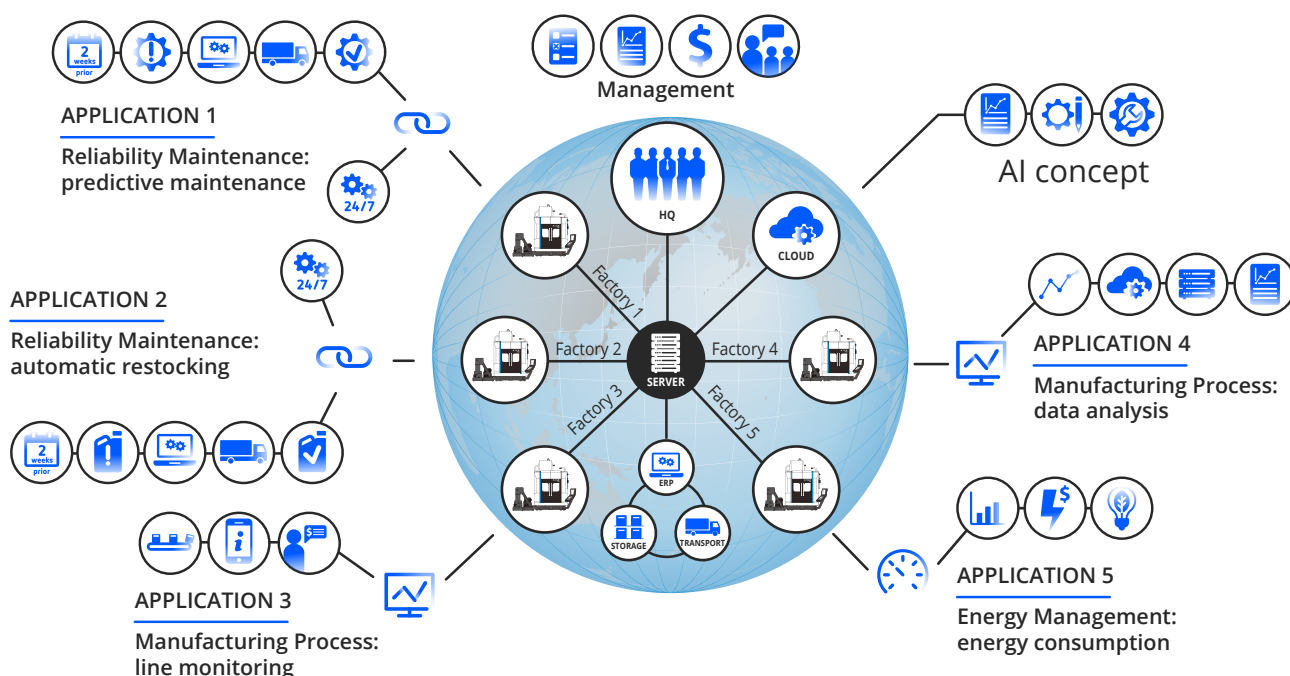 2
weeks
prior
APPLICATION 1
Reliability Maintenance:
predictive maintenance
24/7
Management
AI concept
HQ
CLOUD
Factory 1
24/7
APPLICATION 2
Reliability Maintenance:
automatic restocking
2
weeks
prior
Factory 2
SERVER
Factory 4
Factory 3
Factory 5
ERP
STORAGE
TRANSPORT
APPLICATION 4
Manufacturing Process:
data analysis
$
i
$
APPLICATION 3
Manufacturing Process:
line monitoring
$
APPLICATION 5
Energy Management:
energy consumption